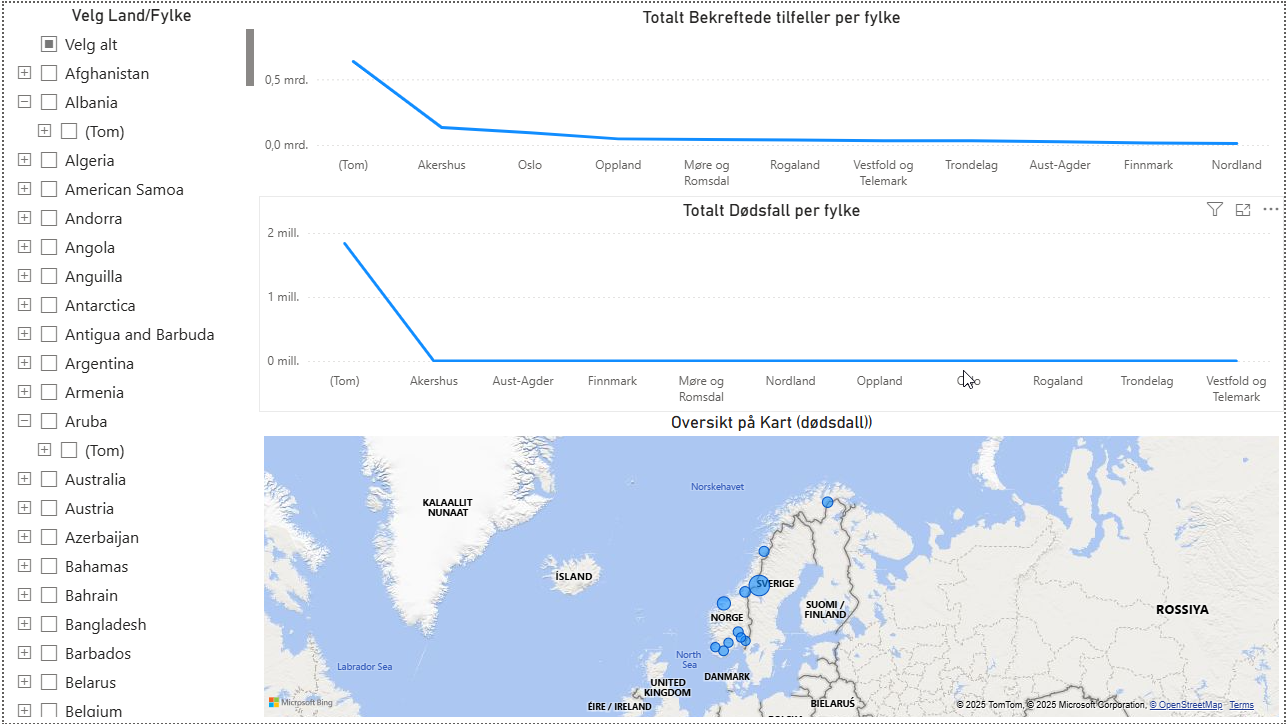 Velg Land/Fylke
Velg alt
Afghanistan
Albania
(Tom)
Algeria
American Samoa
Andorra
Angola
Anguilla
Antarctica
Antigua and Barbuda
Argentina
Armenia
Aruba
(Tom)
Australia
Austria
Azerbaijan
Bahamas
Bahrain
Bangladesh
Barbados
Belarus
Belgium
Totalt Bekreftede tilfeller per fylke
0,5 mrd.
0,0 mrd.
(Tom) Akershus Oslo Oppland Møre og Rogaland Vestfold og Trondelag Aust-Agder Finnmark Nordland
Romsdal Telemark
Totalt Dødsfall per fylke
2 mill.
1 mill.
0 mill.
(Tom) Akershus Aust-Agder Finnmark Møre og Nordland Oppland Rogaland Trondelag Vestfold og
Romsdal Telemark
Oversikt på Kart (dødsdall))
Norskehavet
KALAALLIT
NUNAAT
ÍSLAND
SVERIGE
SUOMI /
FINLAND
NORGE
ROSSIYA
North
Sea
Labrador Sea
DANMARK
UNITED
KINGDOM
ÉIRE / IRELAND
BIELARUŚ
Microsoft Bing
© 2025 TomTom, © 2025 Microsoft Corporation, © OpenStreetMap Terms